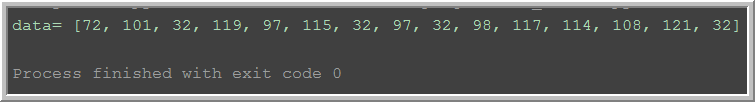 data= [72, 101, 32, 119, 97, 115, 32, 97, 32, 98, 117, 114, 108, 121, 32]
Process finished with exit code 0